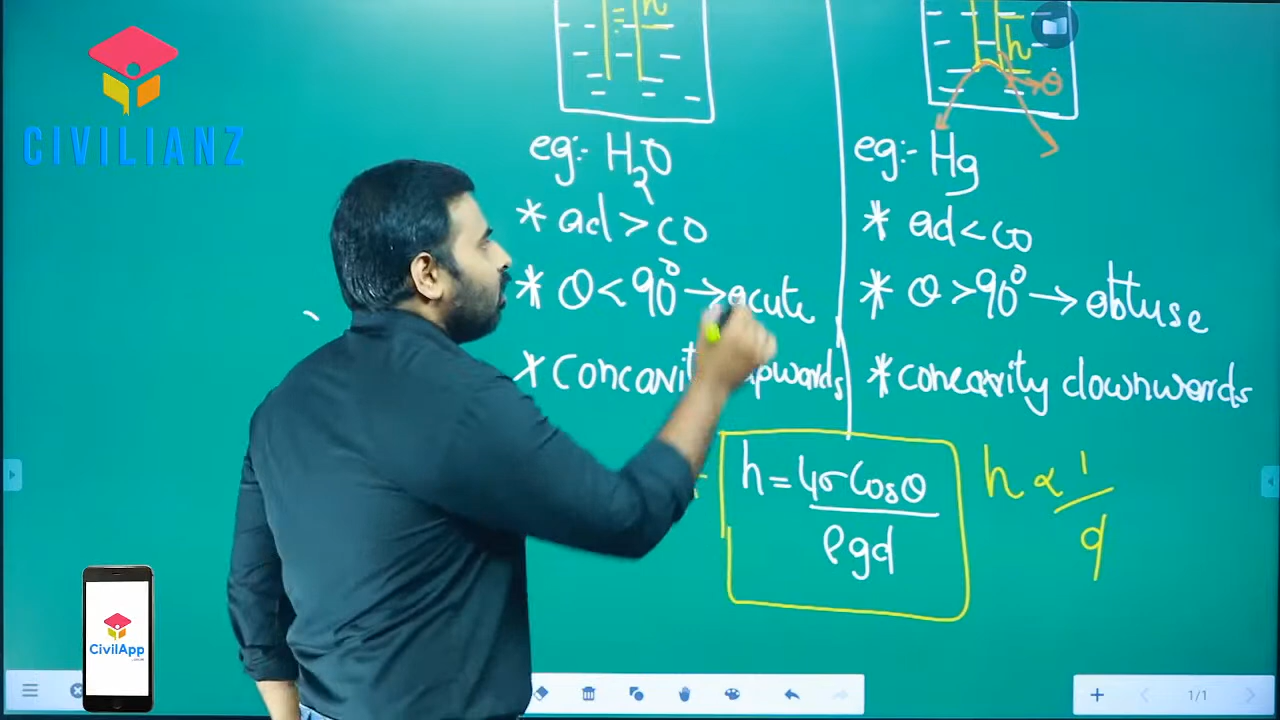 CIVILIANZ
h
eg:- H2O
* ad > co
* θ < 90° → acute
* upwards
h
θ
eg:- Hg
* ad < co
* θ > 90° → obtuse
* concavity downwards
h = 4σ Cosθ
ρgd
h ∝ 1
CivilApp
1/1